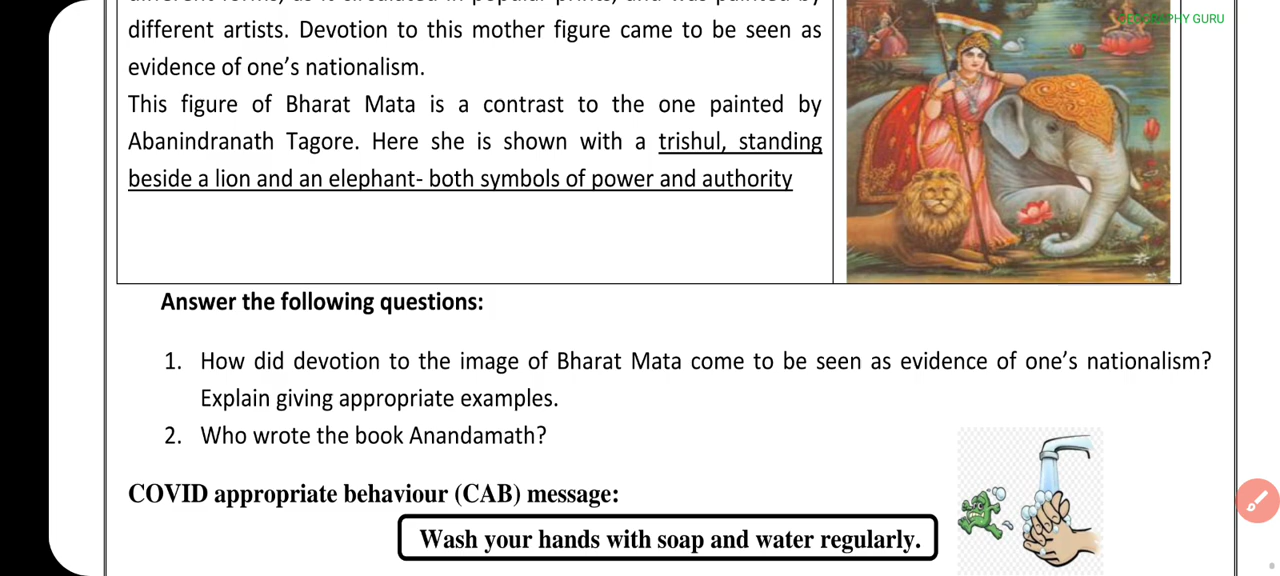 different artists. Devotion to this mother figure came to be seen as
evidence of one's nationalism.
This figure of Bharat Mata is a contrast to the one painted by
Abanindranath Tagore. Here she is shown with a trishul, standing
beside a lion and an elephant- both symbols of power and authority
GEOGRAPHY GURU
Answer the following questions:
1. How did devotion to the image of Bharat Mata come to be seen as evidence of one's nationalism?
Explain giving appropriate examples.
2. Who wrote the book Anandamath?
COVID appropriate behaviour (CAB) message:
Wash your hands with soap and water regularly.